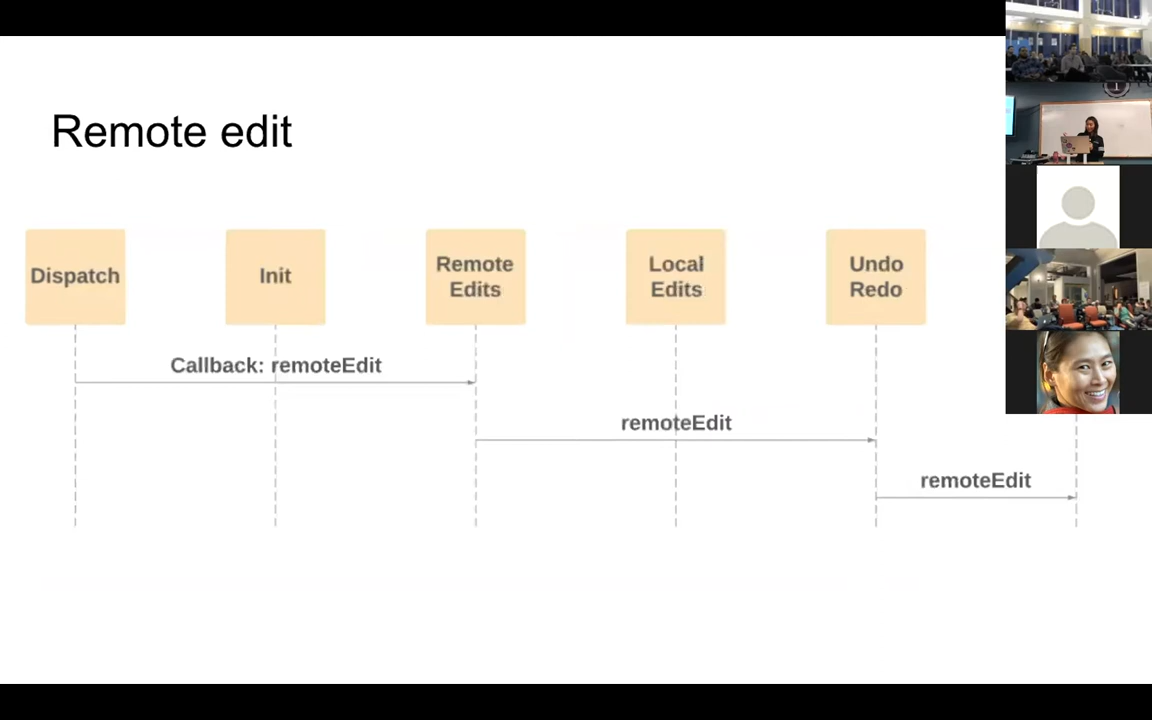 Remote edit
Dispatch
Init
Remote
Edits
Local
Edits
Undo
Redo
Callback: remoteEdit
remoteEdit
remoteEdit